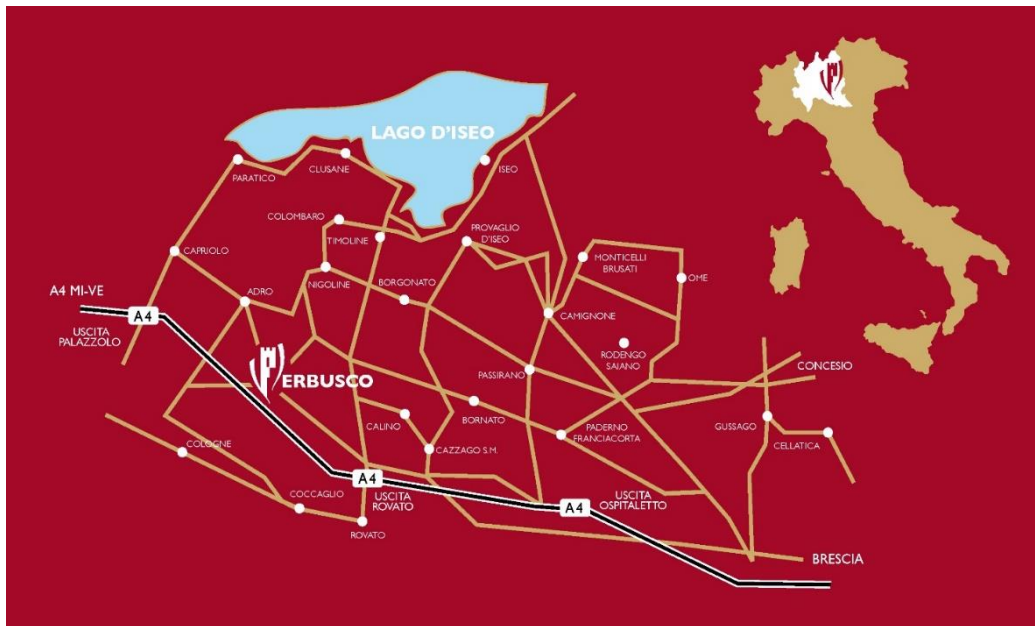 LAGO D'ISEO
ISEO
CLUSANE
PARATICO
COLOMBARO
TIMOLINE
PROVAGLIO
D'ISEO
CAPRIOLO
MONTICELLI
BRUSATI
OME
NIGOLINE
BORGONATO
A4 MI-VE
ADRO
A4
USCITA
PALAZZOLO
CAMIGNONE
RODENGO
SAIANO
CONCESIO
PASSIRANO
ERBUSCO
CALINO
BORNATO
PADERNO
FRANCIACORTA
GUSSAGO
CELLATICA
COLOGNE
CAZZAGO S.M.
A4
USCITA
ROVATO
COCCAGLIO
ROVATO
USCITA
OSPITALETTO
A4
BRESCIA